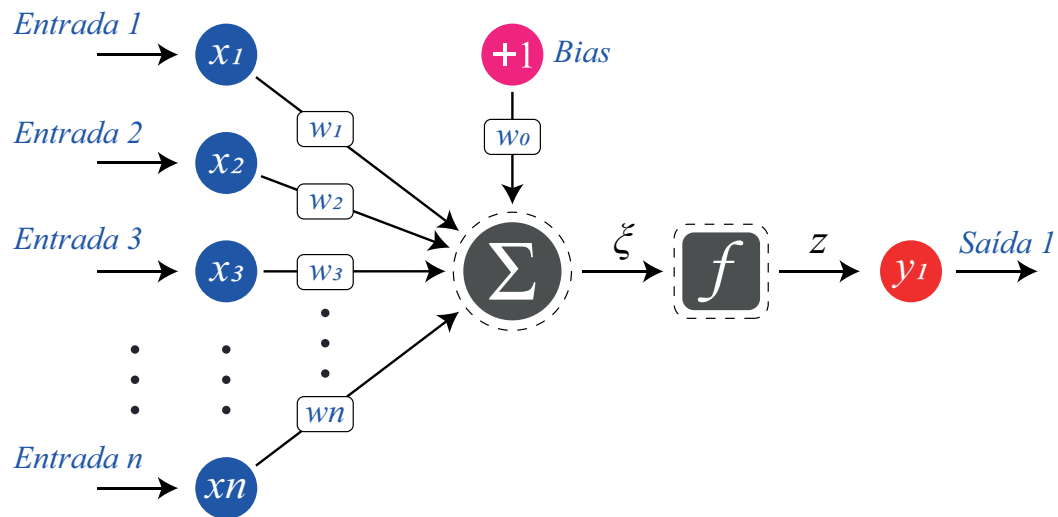 Entrada 1
x1
w1
+1
Bias
w0
Entrada 2
x2
w2
Entrada 3
x3
w3
Σ
ξ
f
z
y1
Saída 1
wn
Entrada n
xn